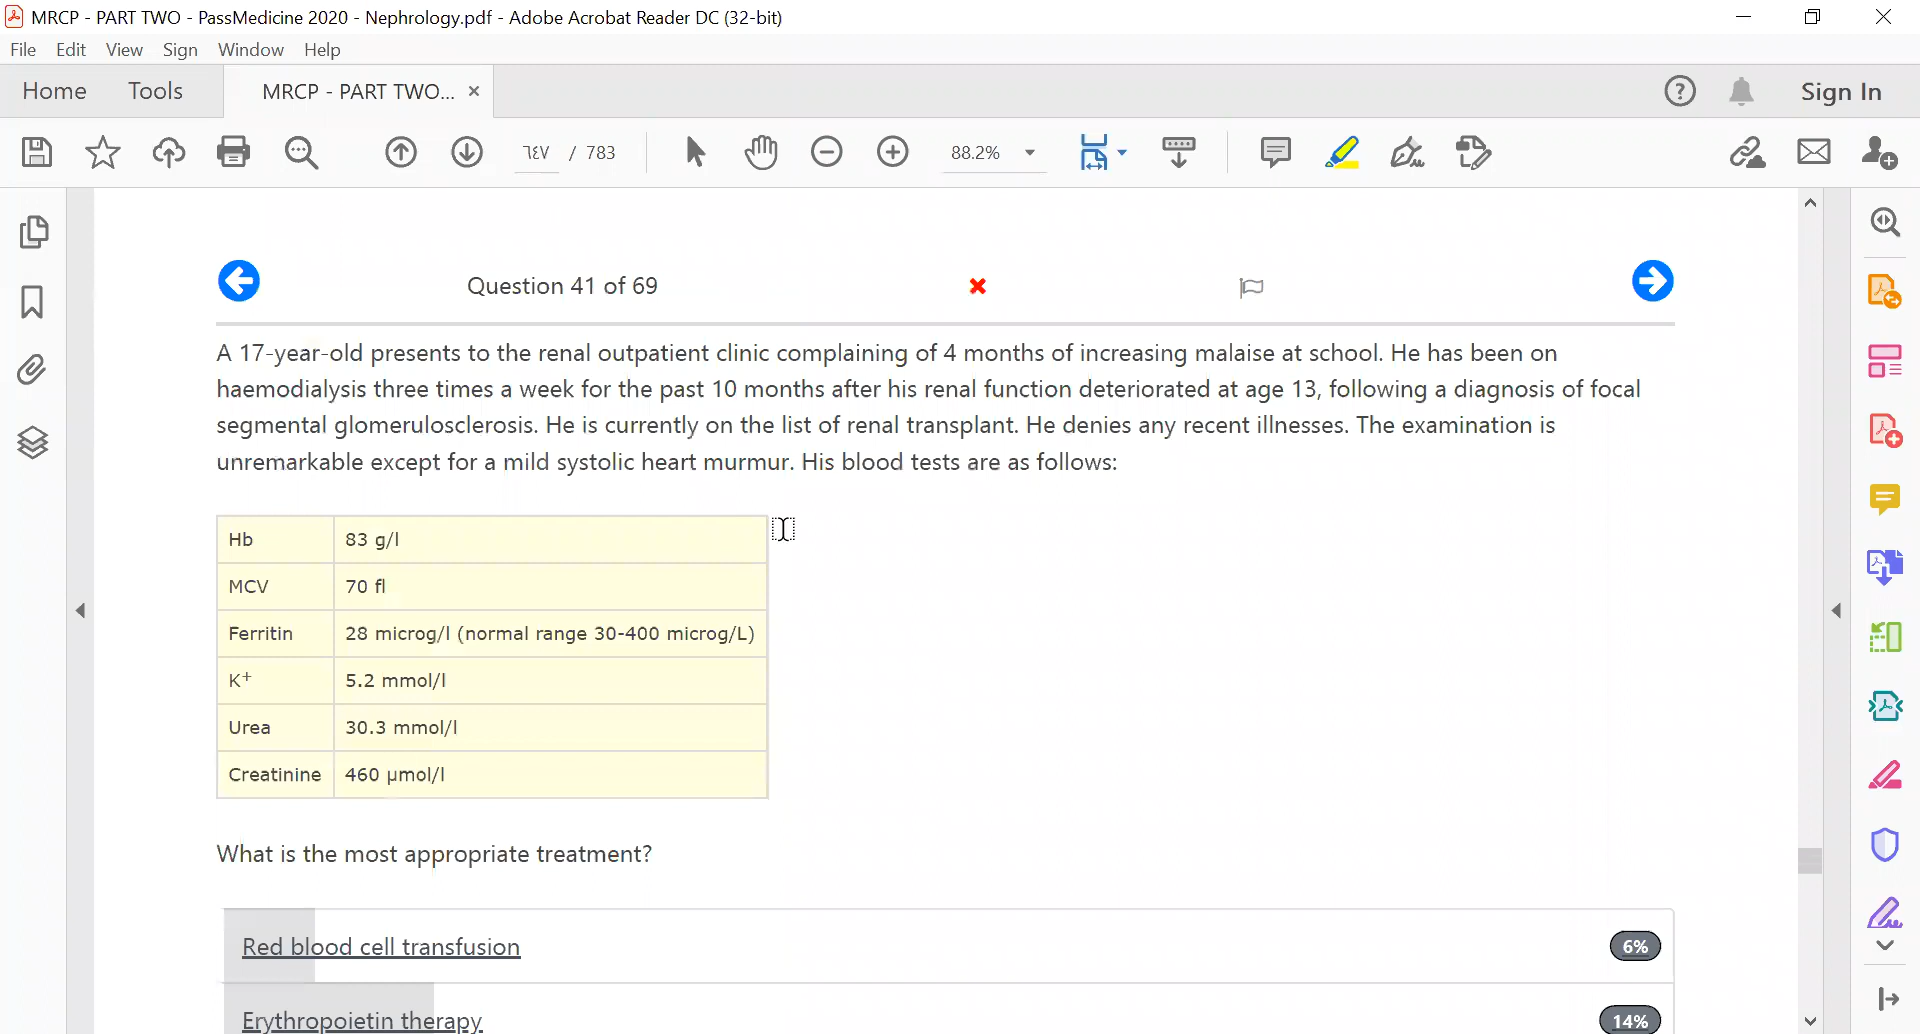 MRCP - PART TWO - PassMedicine 2020 - Nephrology.pdf - Adobe Acrobat Reader DC (32-bit)
File Edit View Sign Window Help
Home Tools MRCP - PART TWO... × Sign In
٦٤٧ / 783 88.2%
Question 41 of 69
A 17-year-old presents to the renal outpatient clinic complaining of 4 months of increasing malaise at school. He has been on
haemodialysis three times a week for the past 10 months after his renal function deteriorated at age 13, following a diagnosis of focal
segmental glomerulosclerosis. He is currently on the list of renal transplant. He denies any recent illnesses. The examination is
unremarkable except for a mild systolic heart murmur. His blood tests are as follows:
Hb 83 g/l
MCV 70 fl
Ferritin 28 microg/l (normal range 30-400 microg/L)
K⁺ 5.2 mmol/l
Urea 30.3 mmol/l
Creatinine 460 µmol/l
What is the most appropriate treatment?
Red blood cell transfusion 6%
Erythropoietin therapy 14%